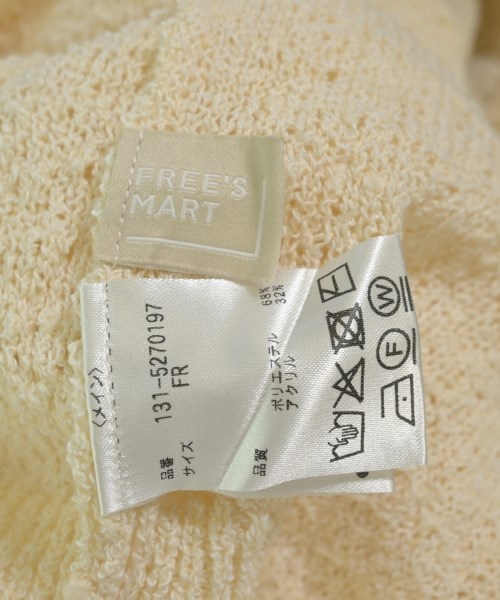 FREE'S
MART
〈メイン〉
品番 131-5270197
サイズ FR
品質 ポリエステル 68%
アクリル 32%
W
F